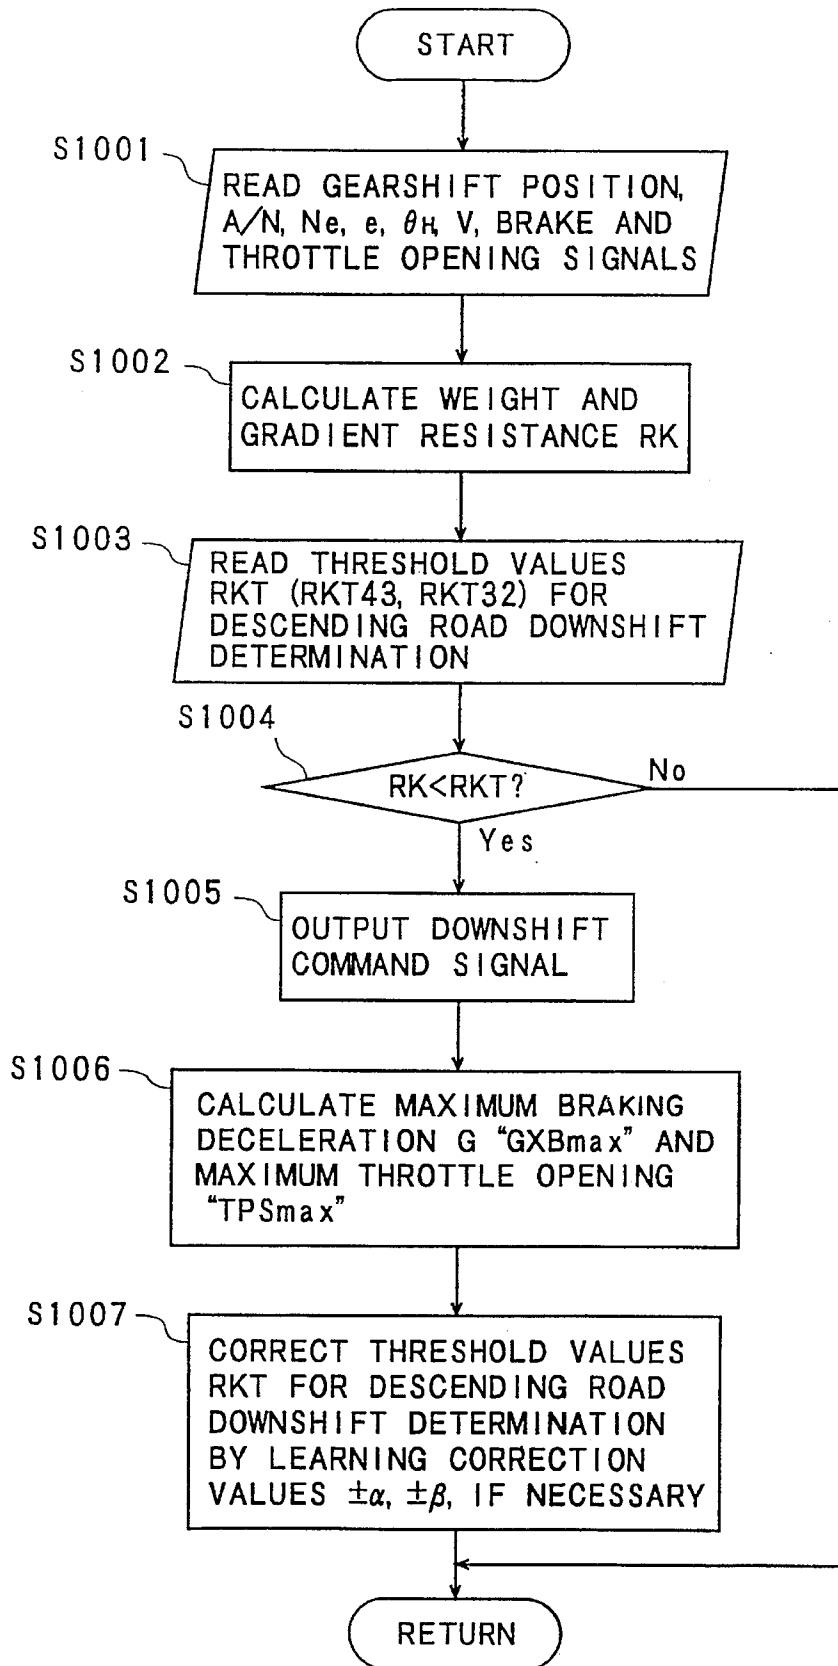 START
S1001
READ GEARSHIFT POSITION,
A/N, Ne, e, θH, V, BRAKE AND
THROTTLE OPENING SIGNALS
S1002
CALCULATE WEIGHT AND
GRADIENT RESISTANCE RK
S1003
READ THRESHOLD VALUES
RKT (RKT43, RKT32) FOR
DESCENDING ROAD DOWNSHIFT
DETERMINATION
S1004
RK<RKT?
No
Yes
S1005
OUTPUT DOWNSHIFT
COMMAND SIGNAL
S1006
CALCULATE MAXIMUM BRAKING
DECELERATION G “GXBmax” AND
MAXIMUM THROTTLE OPENING
“TPSmax”
S1007
CORRECT THRESHOLD VALUES
RKT FOR DESCENDING ROAD
DOWNSHIFT DETERMINATION
BY LEARNING CORRECTION
VALUES ±α, ±β, IF NECESSARY
RETURN